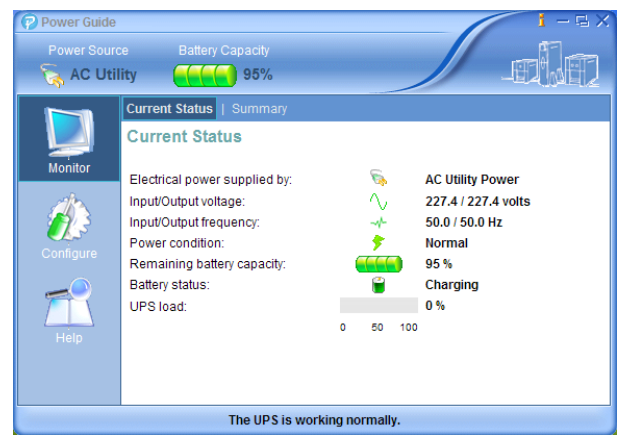 Power Guide
Power Source Battery Capacity
AC Utility 95%
Current Status | Summary
Current Status
Monitor
Electrical power supplied by: AC Utility Power
Input/Output voltage: 227.4 / 227.4 volts
Input/Output frequency: 50.0 / 50.0 Hz
Power condition: Normal
Remaining battery capacity: 95 %
Battery status: Charging
UPS load: 0 %
0 50 100
Configure
Help
The UPS is working normally.